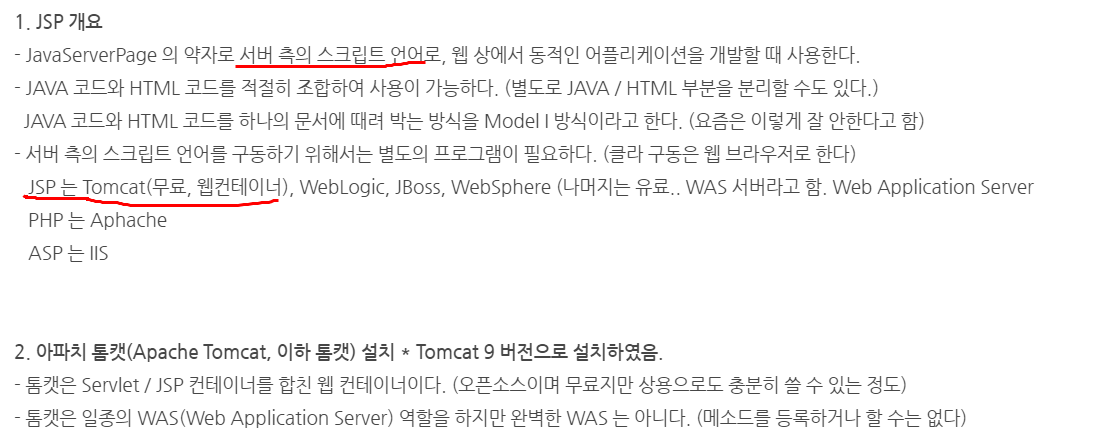 1. JSP 개요
- JavaServerPage 의 약자로 서버 측의 스크립트 언어로, 웹 상에서 동적인 어플리케이션을 개발할 때 사용한다.
- JAVA 코드와 HTML 코드를 적절히 조합하여 사용이 가능하다. (별도로 JAVA / HTML 부분을 분리할 수도 있다.)
JAVA 코드와 HTML 코드를 하나의 문서에 때려 박는 방식을 Model I 방식이라고 한다. (요즘은 이렇게 잘 안한다고 함)
- 서버 측의 스크립트 언어를 구동하기 위해서는 별도의 프로그램이 필요하다. (클라 구동은 웹 브라우저로 한다)
JSP 는 Tomcat(무료, 웹컨테이너), WebLogic, JBoss, WebSphere (나머지는 유료.. WAS 서버라고 함. Web Application Server
PHP 는 Aphache
ASP 는 IIS
2. 아파치 톰캣(Apache Tomcat, 이하 톰캣) 설치 * Tomcat 9 버전으로 설치하였음.
- 톰캣은 Servlet / JSP 컨테이너를 합친 웹 컨테이너이다. (오픈소스이며 무료지만 상용으로도 충분히 쓸 수 있는 정도)
- 톰캣은 일종의 WAS(Web Application Server) 역할을 하지만 완벽한 WAS 는 아니다. (메소드를 등록하거나 할 수는 없다)